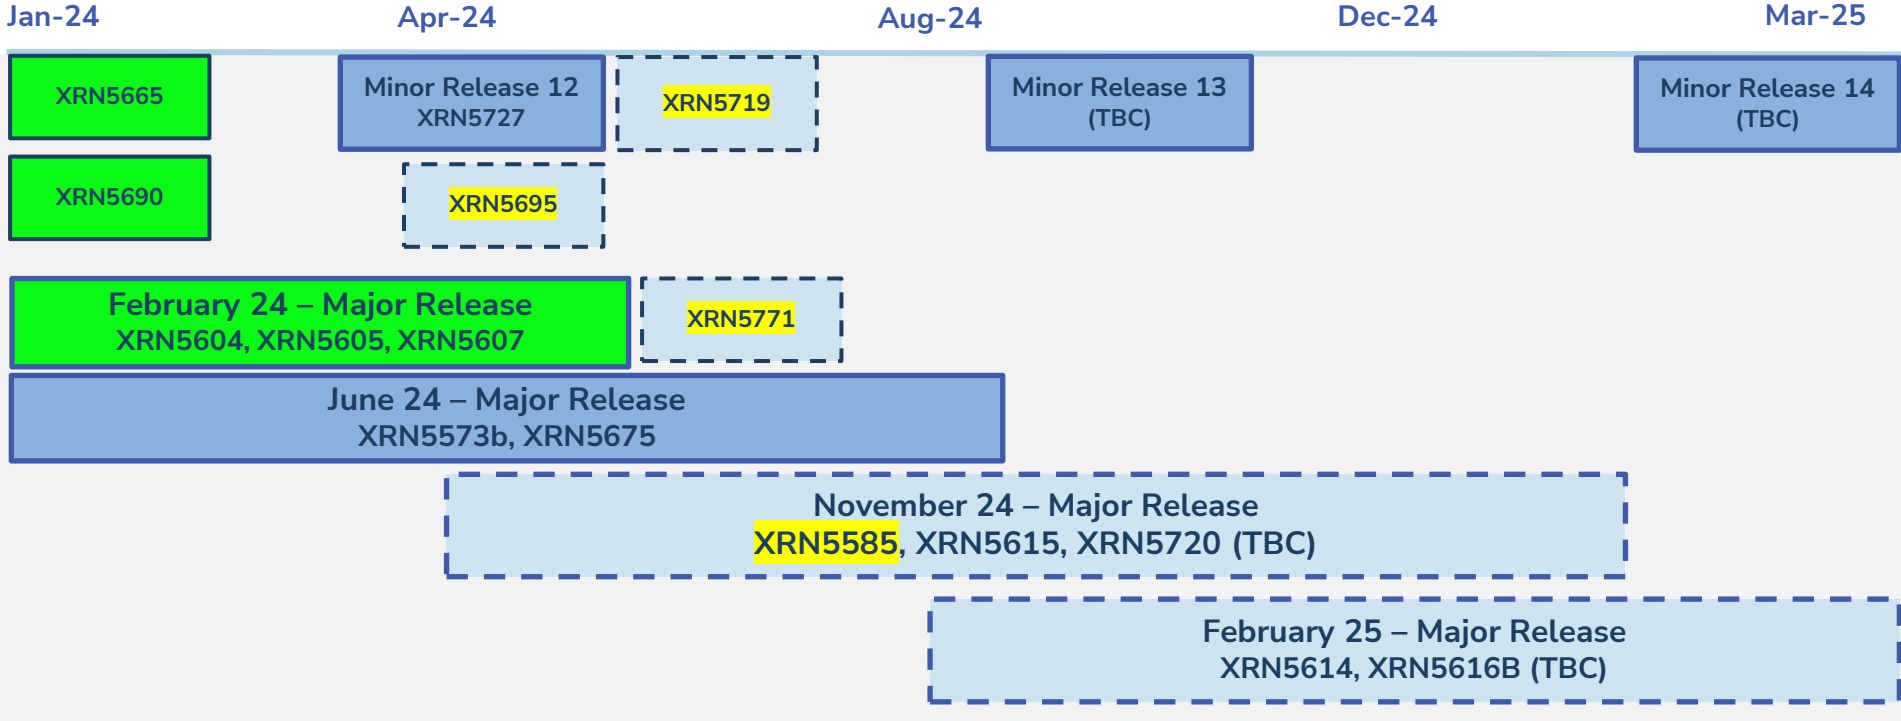 Jan-24
Apr-24
Aug-24
Dec-24
Mar-25
XRN5665
Minor Release 12
XRN5727
XRN5719
Minor Release 13
(TBC)
Minor Release 14
(TBC)
XRN5690
XRN5695
February 24 – Major Release
XRN5604, XRN5605, XRN5607
XRN5771
June 24 – Major Release
XRN5573b, XRN5675
November 24 – Major Release
XRN5585, XRN5615, XRN5720 (TBC)
February 25 – Major Release
XRN5614, XRN5616B (TBC)